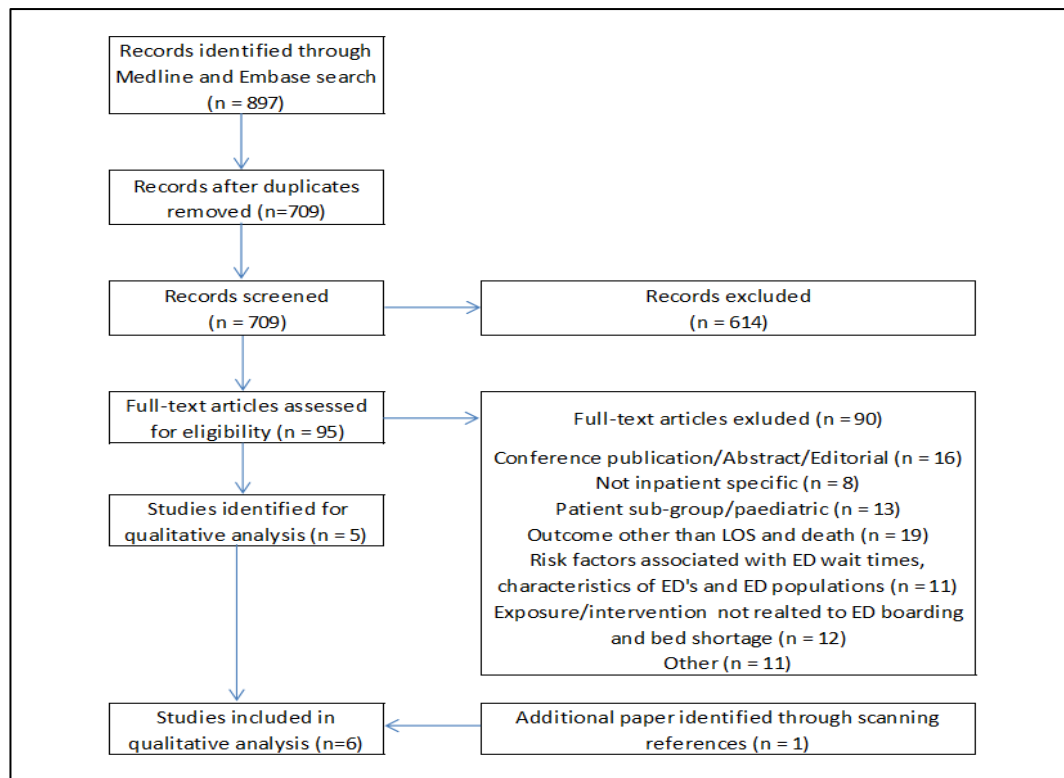 Records identified through
Medline and Embase search
(n = 897)
Records after duplicates
removed (n=709)
Records screened
(n = 709)
Records excluded
(n = 614)
Full-text articles assessed
for eligibility (n = 95)
Full-text articles exluded (n = 90)
Conference publication/Abstract/Editorial (n = 16)
Not inpatient specific (n = 8)
Patient sub-group/paediatric (n = 13)
Outcome other than LOS and death (n = 19)
Risk factors associated with ED wait times,
characteristics of ED's and ED populations (n = 11)
Exposure/intervention not realted to ED boarding
and bed shortage (n = 12)
Other (n = 11)
Studies identified for
qualitative analysis (n = 5)
Studies included in
qualitative analysis (n=6)
Additional paper identified through scanning
references (n = 1)